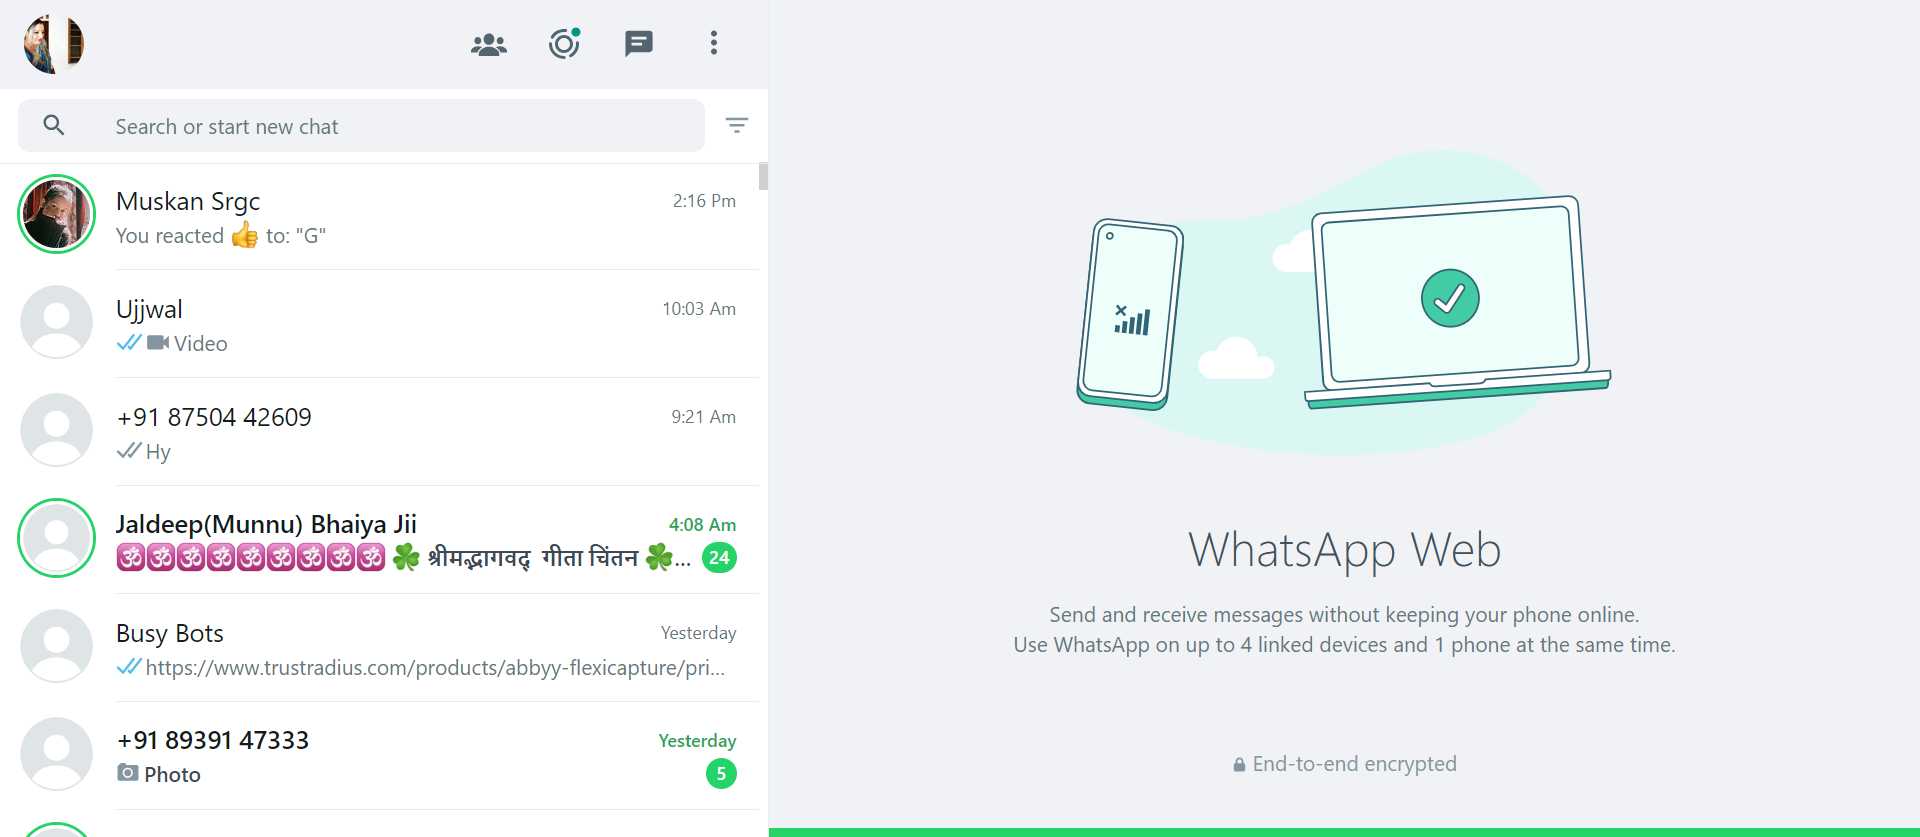 Search or start new chat
Muskan Srgc
2:16 Pm
You reacted 👍 to: "G"
Ujjwal
10:03 Am
Video
+91 87504 42609
9:21 Am
Hy
Jaldeep(Munnu) Bhaiya Jii
4:08 Am
🕉🕉🕉🕉🕉🕉🕉🕉🕉 ☘ श्रीमद्भागवद् गीता चिंतन ☘...
24
Busy Bots
Yesterday
https://www.trustradius.com/products/abbyy-flexicapture/pri...
+91 89391 47333
Yesterday
Photo
5
WhatsApp Web
Send and receive messages without keeping your phone online.
Use WhatsApp on up to 4 linked devices and 1 phone at the same time.
End-to-end encrypted